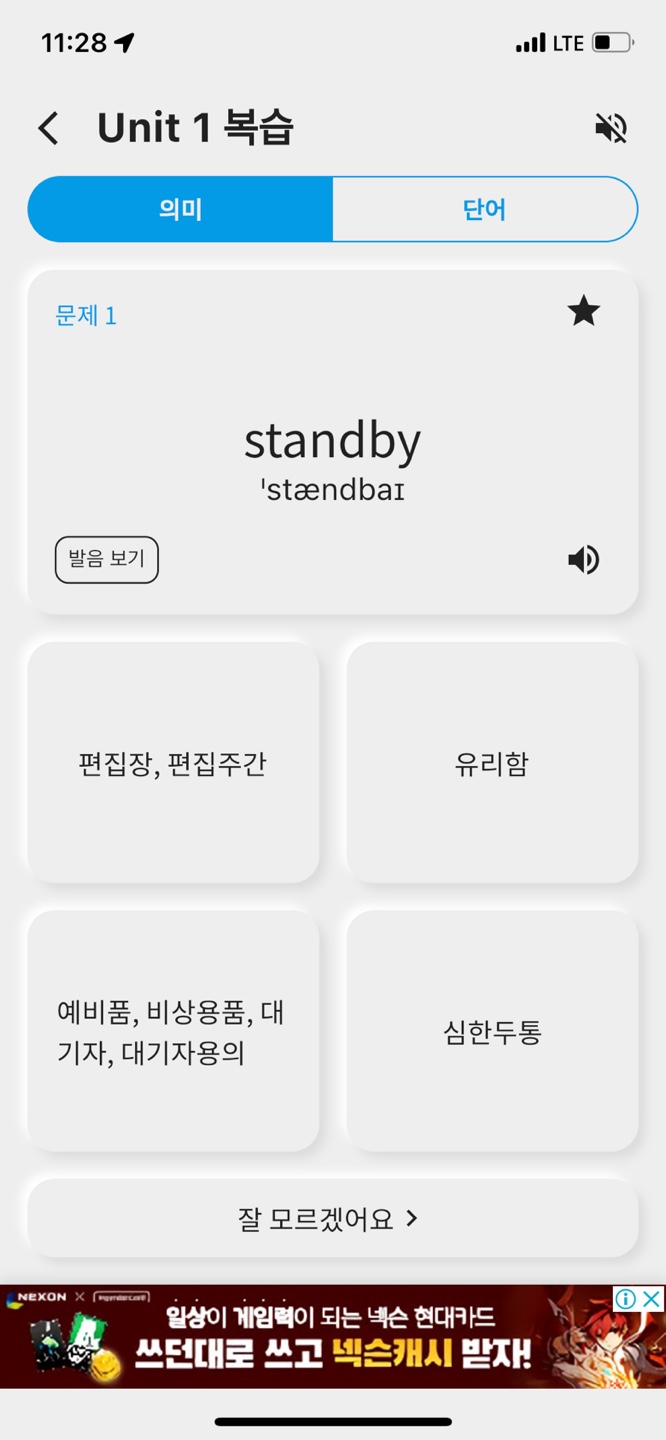 11:28
LTE
Unit 1 복습
의미
단어
문제 1
standby
ˈstændbaɪ
발음 보기
편집장, 편집주간
유리함
예비품, 비상용품, 대
기자, 대기자용의
심한두통
잘 모르겠어요
NEXON X
일상이 게임력이 되는 넥슨 현대카드
쓰던대로 쓰고 넥슨캐시 받자!